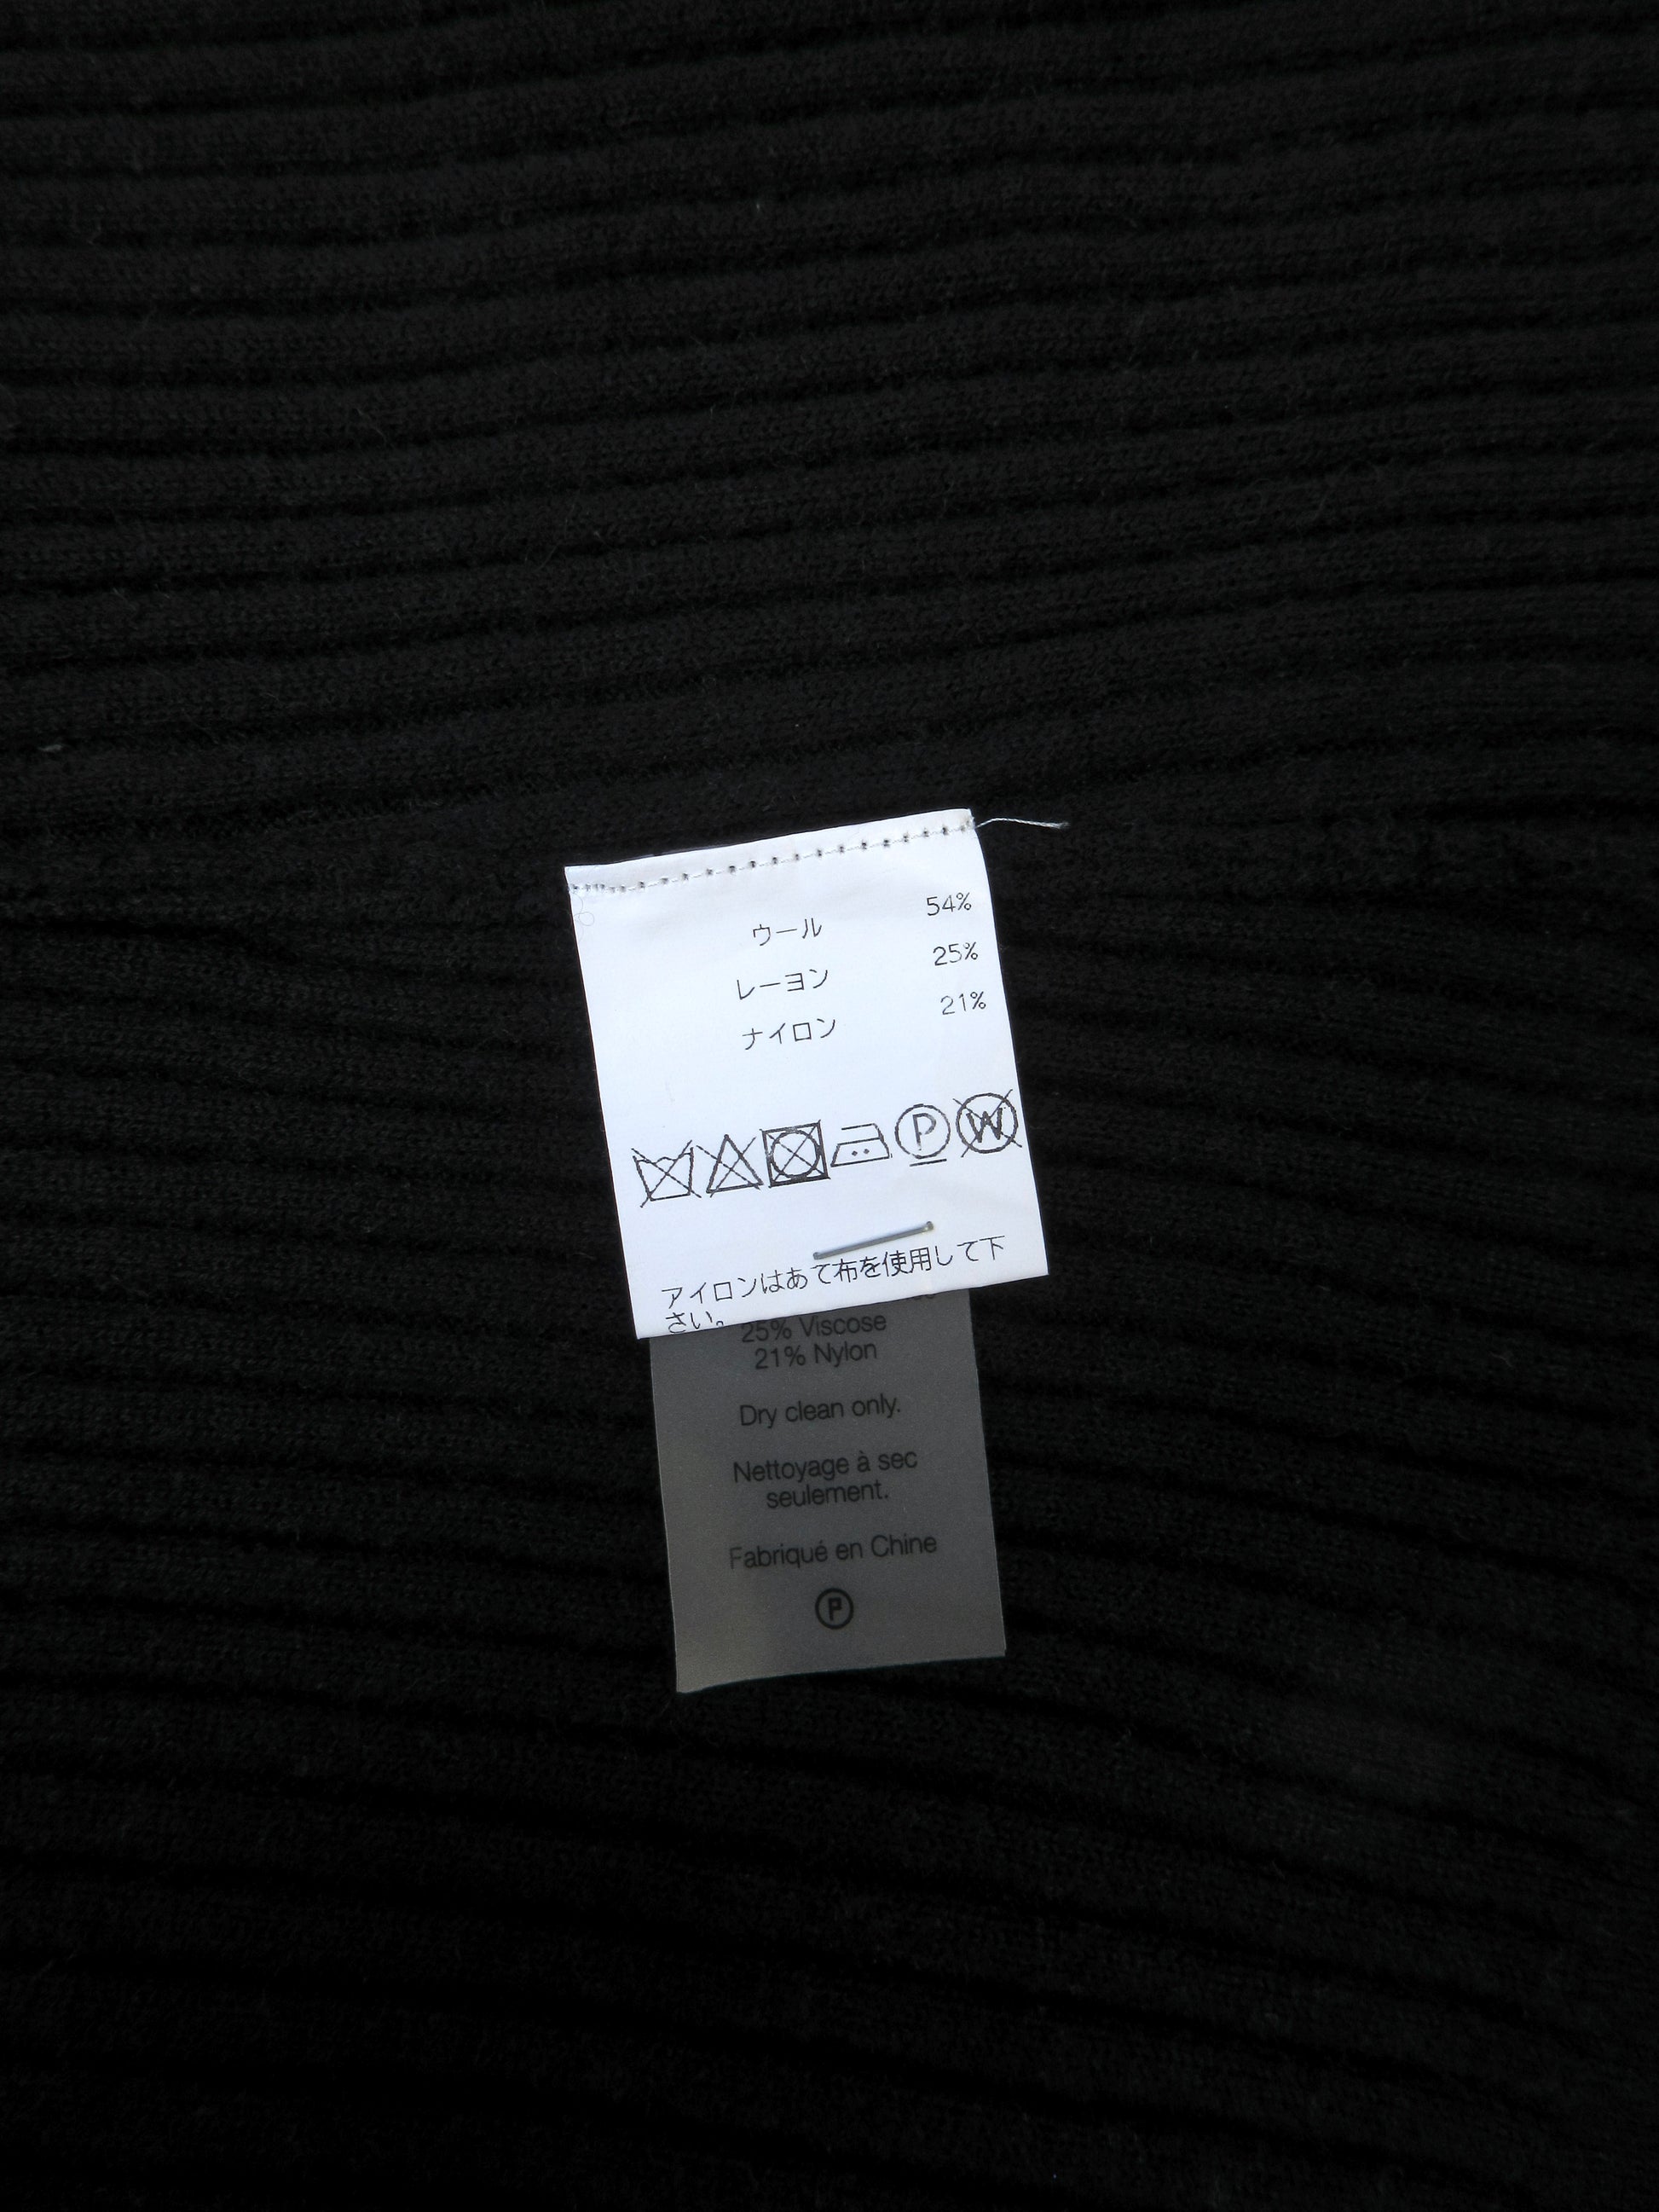 ウール 54%
レーヨン 25%
ナイロン 21%
P W
アイロンはあて布を使用して下
さい。
25% Viscose
21% Nylon
Dry clean only.
Nettoyage à sec
seulement.
Fabriqué en Chine
P